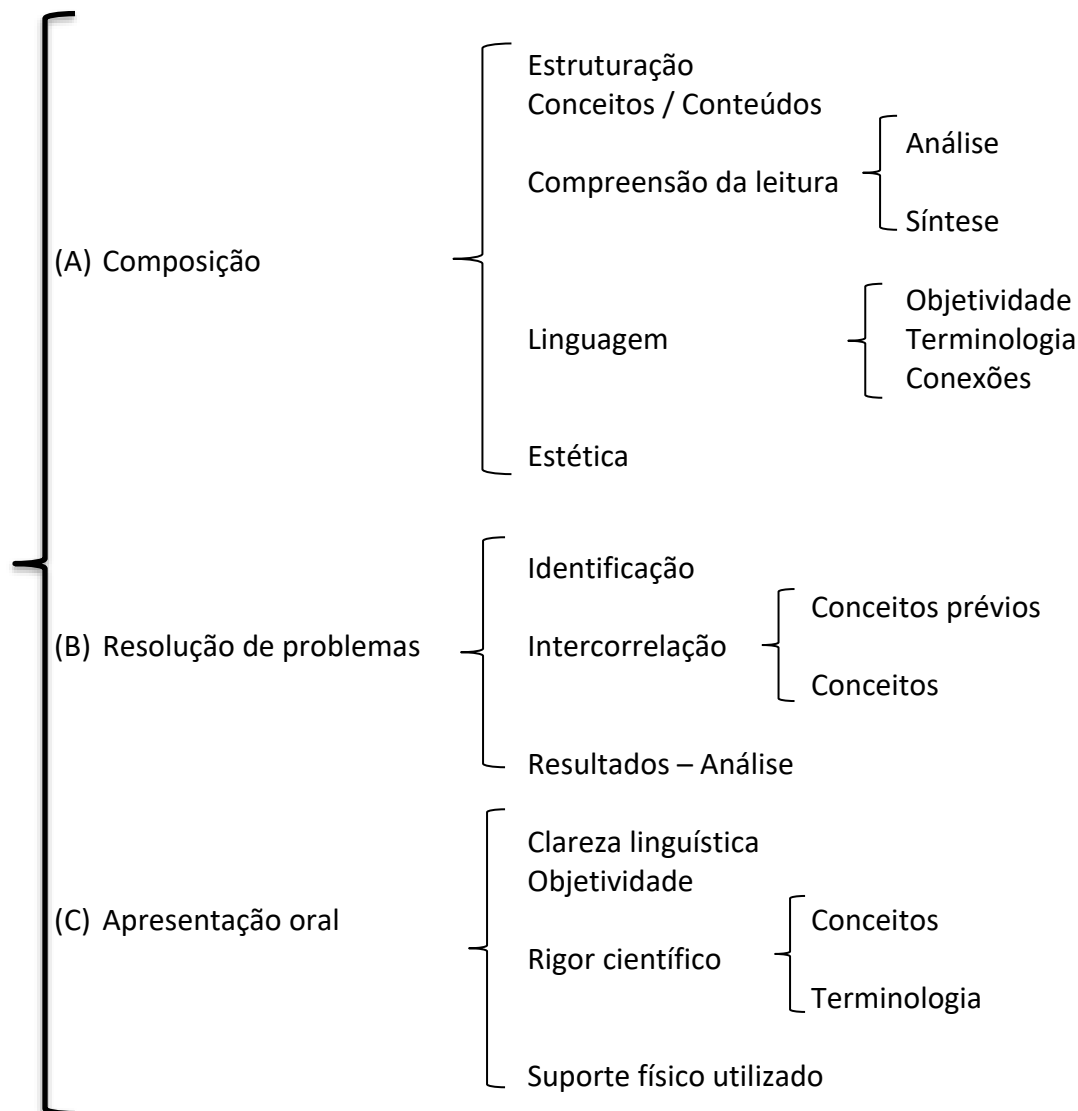 Estruturação
Conceitos / Conteúdos
Análise
Compreensão da leitura
Síntese
(A) Composição
Objetividade
Linguagem
Terminologia
Conexões
Estética
Identificação
Conceitos prévios
(B) Resolução de problemas
Intercorrelação
Conceitos
Resultados – Análise
Clareza linguística
Objetividade
(C) Apresentação oral
Conceitos
Rigor científico
Terminologia
Suporte físico utilizado